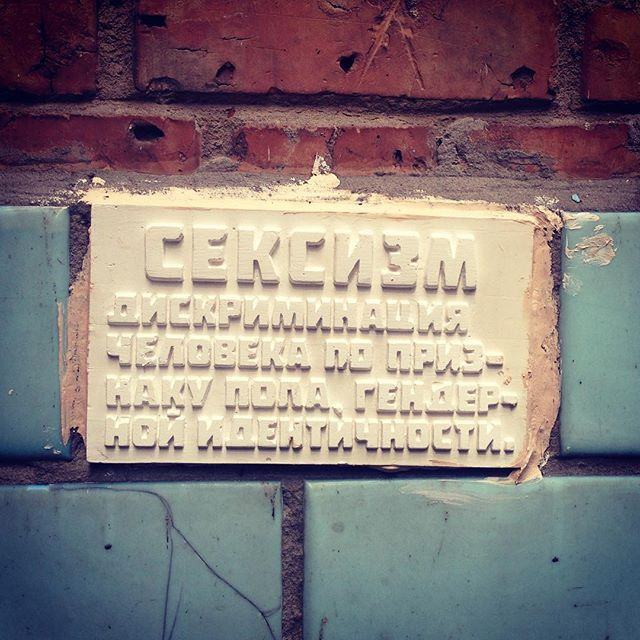 СЕКСИЗМ
ДИСКРИМИНАЦИЯ
ЧЕЛОВЕКА ПО ПРИЗ-
НАКУ ПОЛА, ГЕНДЕР-
НОЙ ИДЕНТИЧНОСТИ.